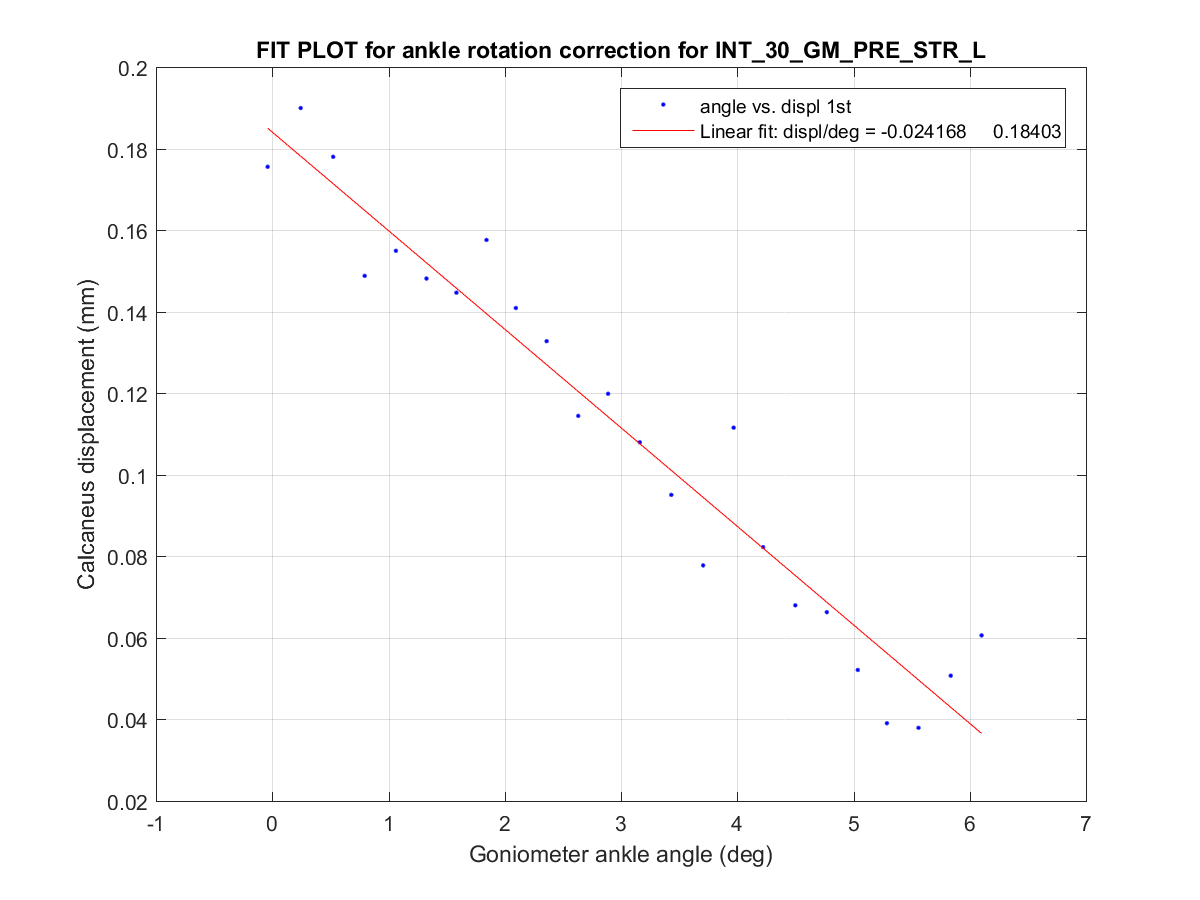 FIT PLOT for ankle rotation correction for INT_30_GM_PRE_STR_L
0.2
angle vs. displ 1st
Linear fit: displ/deg = -0.024168 0.18403
0.18
0.16
0.14
0.12
0.1
0.08
0.06
0.04
0.02
Calcaneus displacement (mm)
-1 0 1 2 3 4 5 6 7
Goniometer ankle angle (deg)